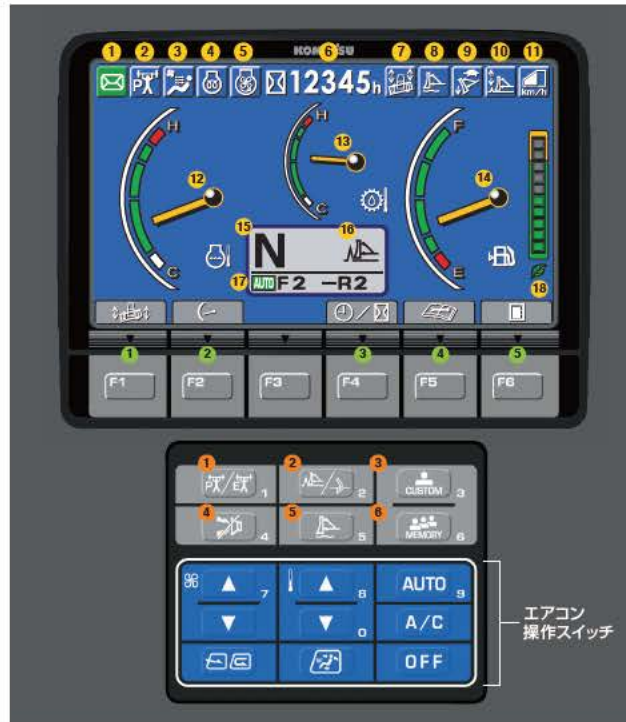 KOMATSU
1 2 3 4 5 6 7 8 9 10 11
P 12345h km/h
H H F
12 13 14
C C E
15 16
N
17 AUTO F2 -R2 18
1 2 3 4 5
F1 F2 F3 F4 F5 F6
1 2 3
P/E 1 2 CUSTOM 3
4 5 6
4 5 MEMORY 6
7 8 AUTO 9
0 A/C
OFF
エアコン
操作スイッチ